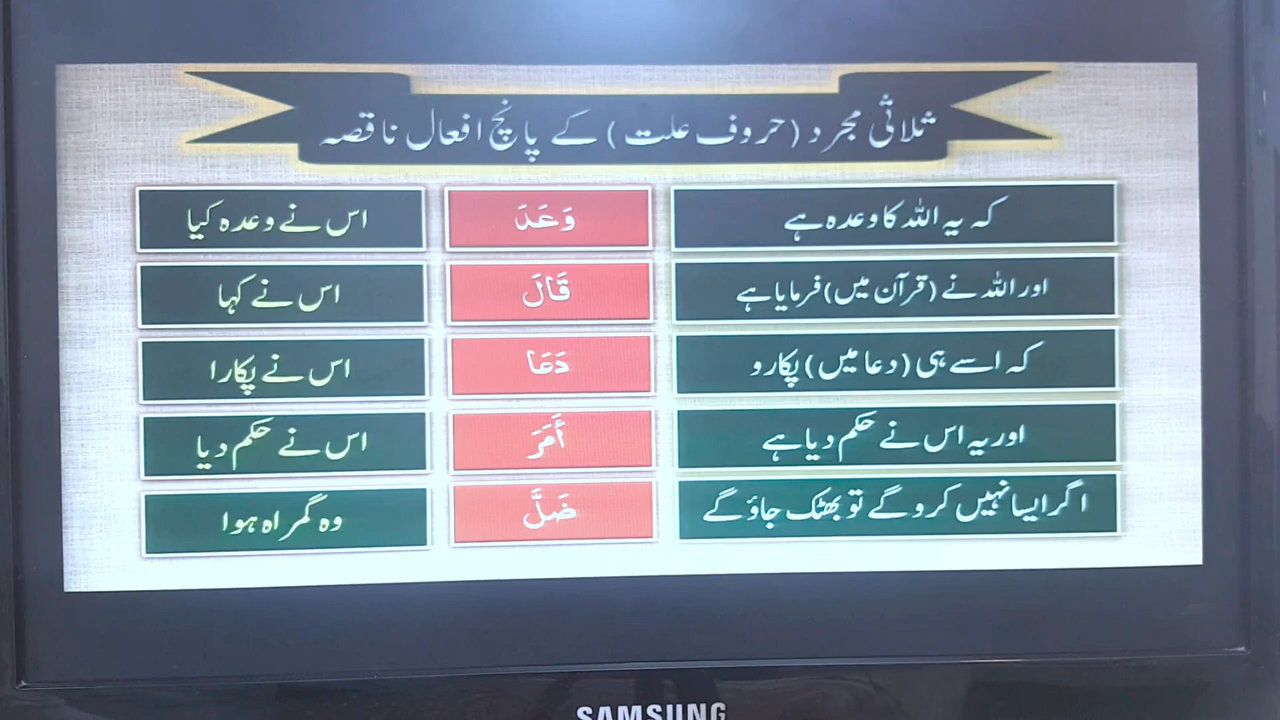 ثلاثی مجرد (حروف علت) کے پانچ افعال ناقصہ
کہ یہ اللہ کا وعدہ ہے وَعَدَ اس نے وعدہ کیا
اور اللہ نے (قرآن میں) فرمایا ہے قَالَ اس نے کہا
کہ اسے ہی (دعا میں) پکارو دَعَا اس نے پکارا
اور یہ اس نے حکم دیا ہے أَمَرَ اس نے حکم دیا
اگر ایسا نہیں کرو گے تو بھٹک جاؤ گے ضَلَّ وہ گمراہ ہوا
SAMSUNG